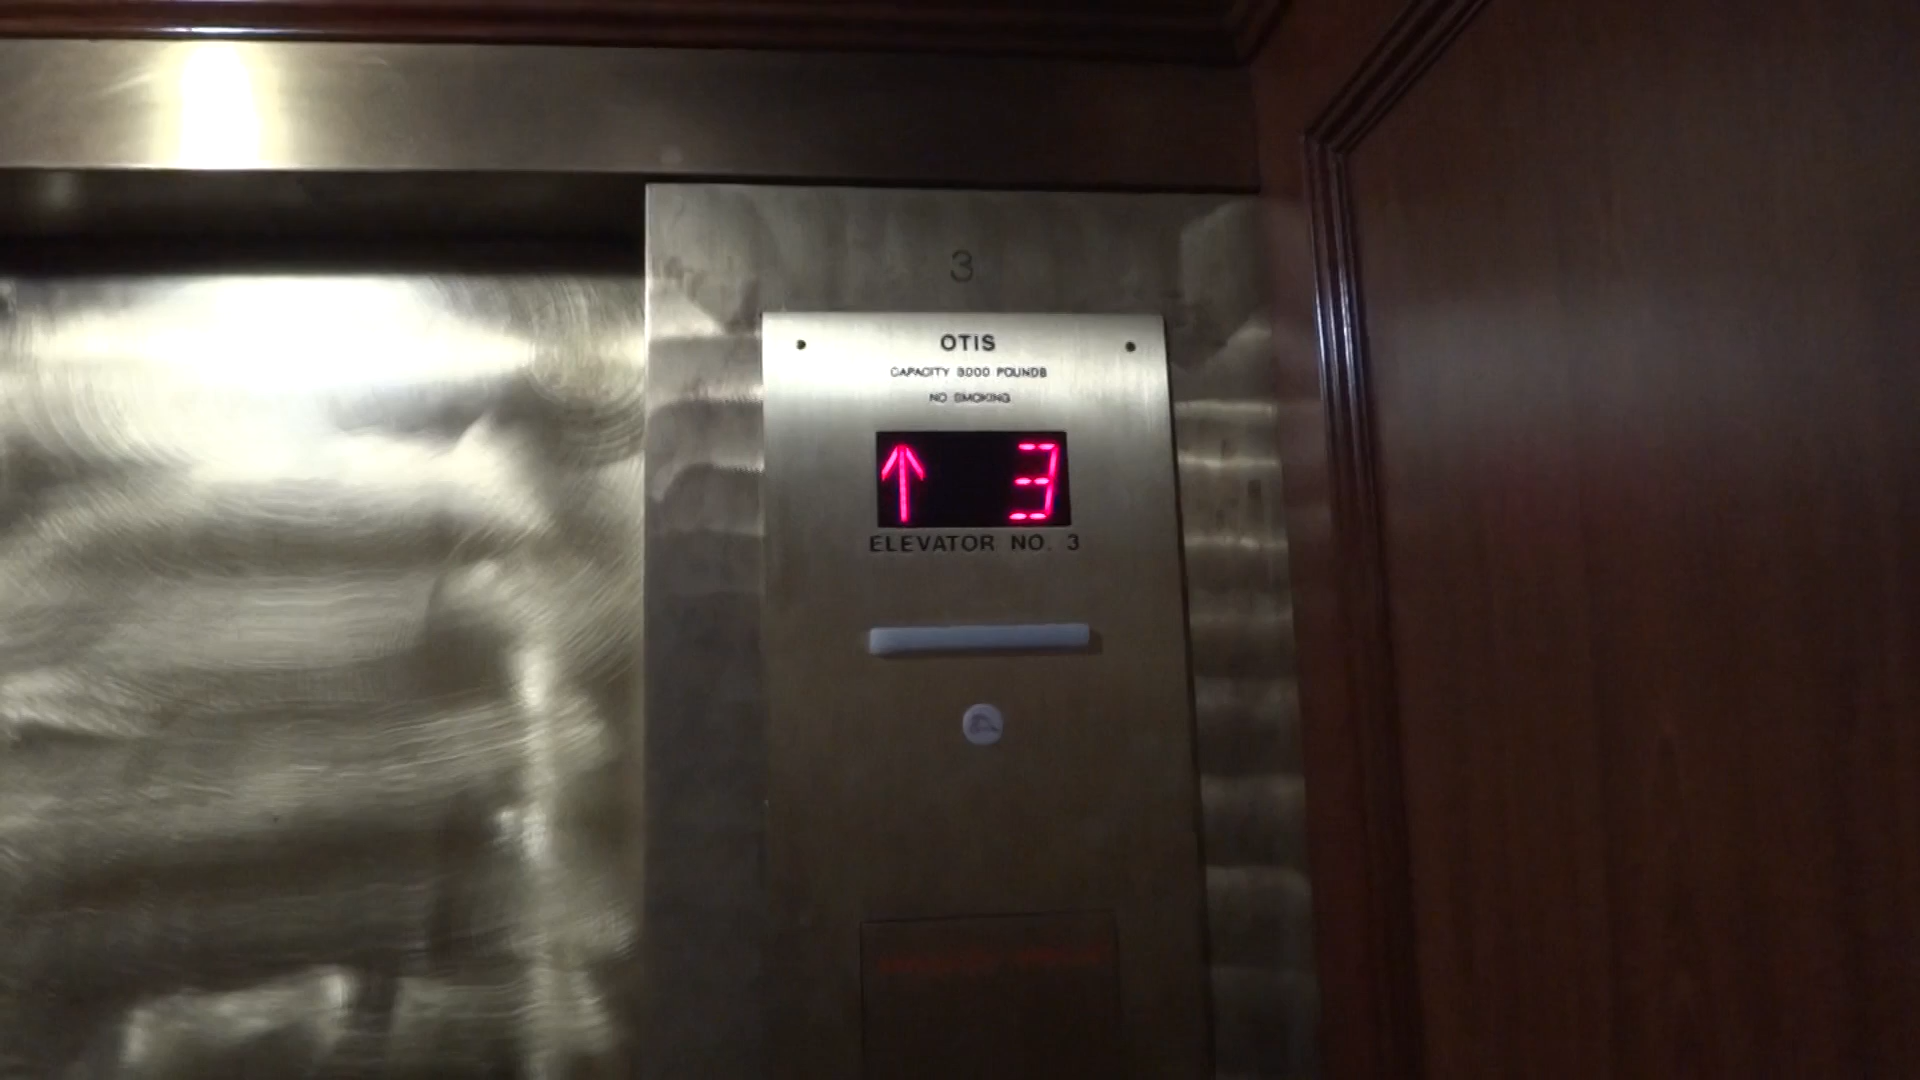 3
OTIS
CAPACITY 3000 POUNDS
NO SMOKING
↑ 3
ELEVATOR NO. 3